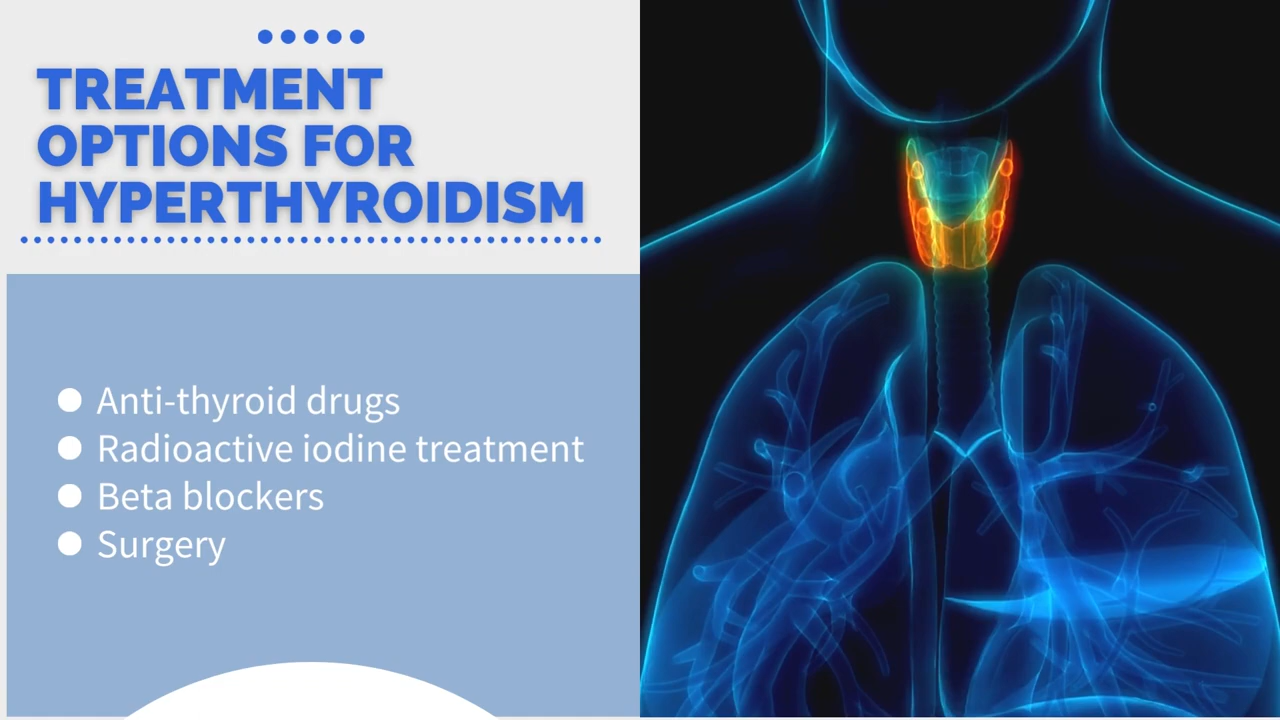 TREATMENT
OPTIONS FOR
HYPERTHYROIDISM
Anti-thyroid drugs
Radioactive iodine treatment
Beta blockers
Surgery